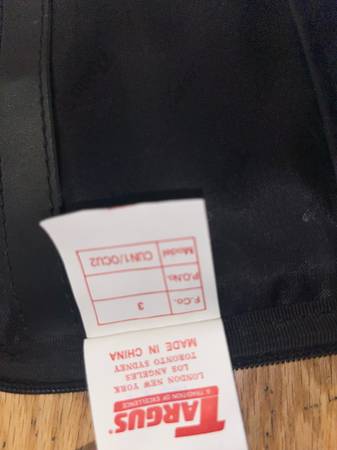 TARGUS
A TRADITION OF EXCELLENCE
LONDON NEW YORK
LOS ANGELES
TORONTO SYDNEY
MADE IN CHINA
F.Co. 3
P.O.No.
Model CUN1/OCU2